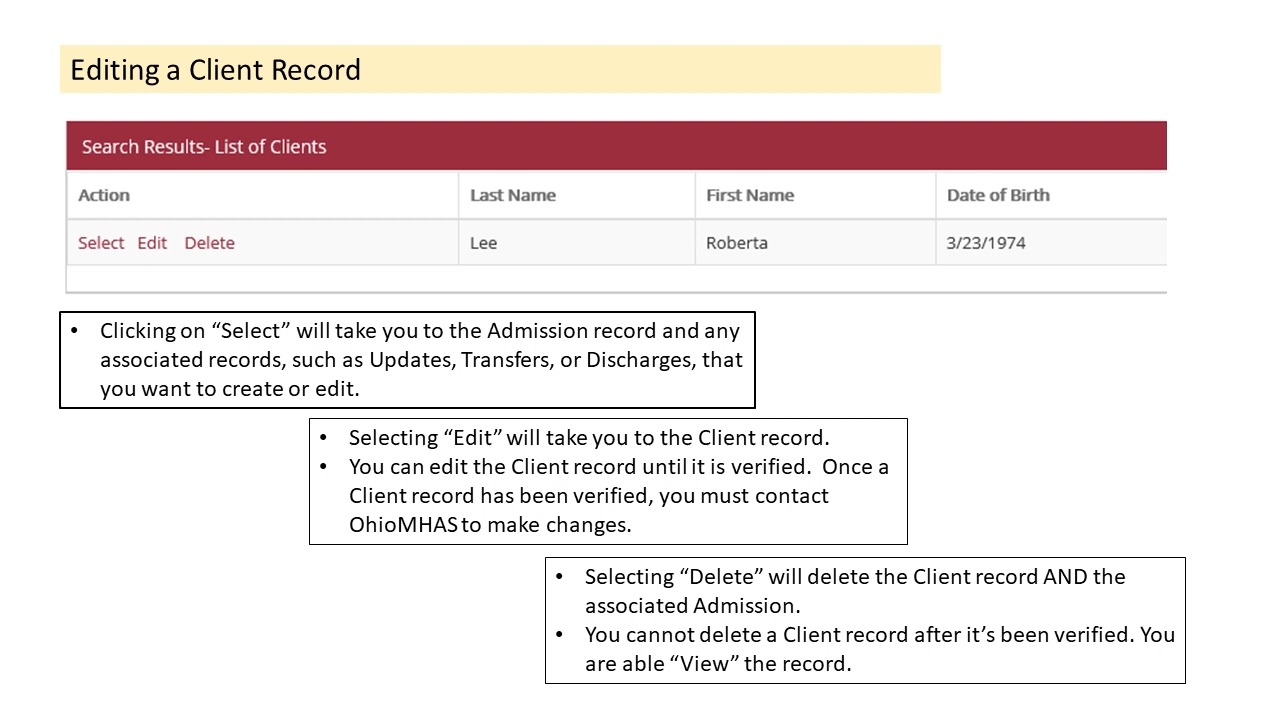 Editing a Client Record
Search Results- List of Clients
Action Last Name First Name Date of Birth
Select Edit Delete Lee Roberta 3/23/1974
• Clicking on “Select” will take you to the Admission record and any
associated records, such as Updates, Transfers, or Discharges, that
you want to create or edit.
• Selecting “Edit” will take you to the Client record.
• You can edit the Client record until it is verified.  Once a
Client record has been verified, you must contact
OhioMHAS to make changes.
• Selecting “Delete” will delete the Client record AND the
associated Admission.
• You cannot delete a Client record after it’s been verified. You
are able “View” the record.